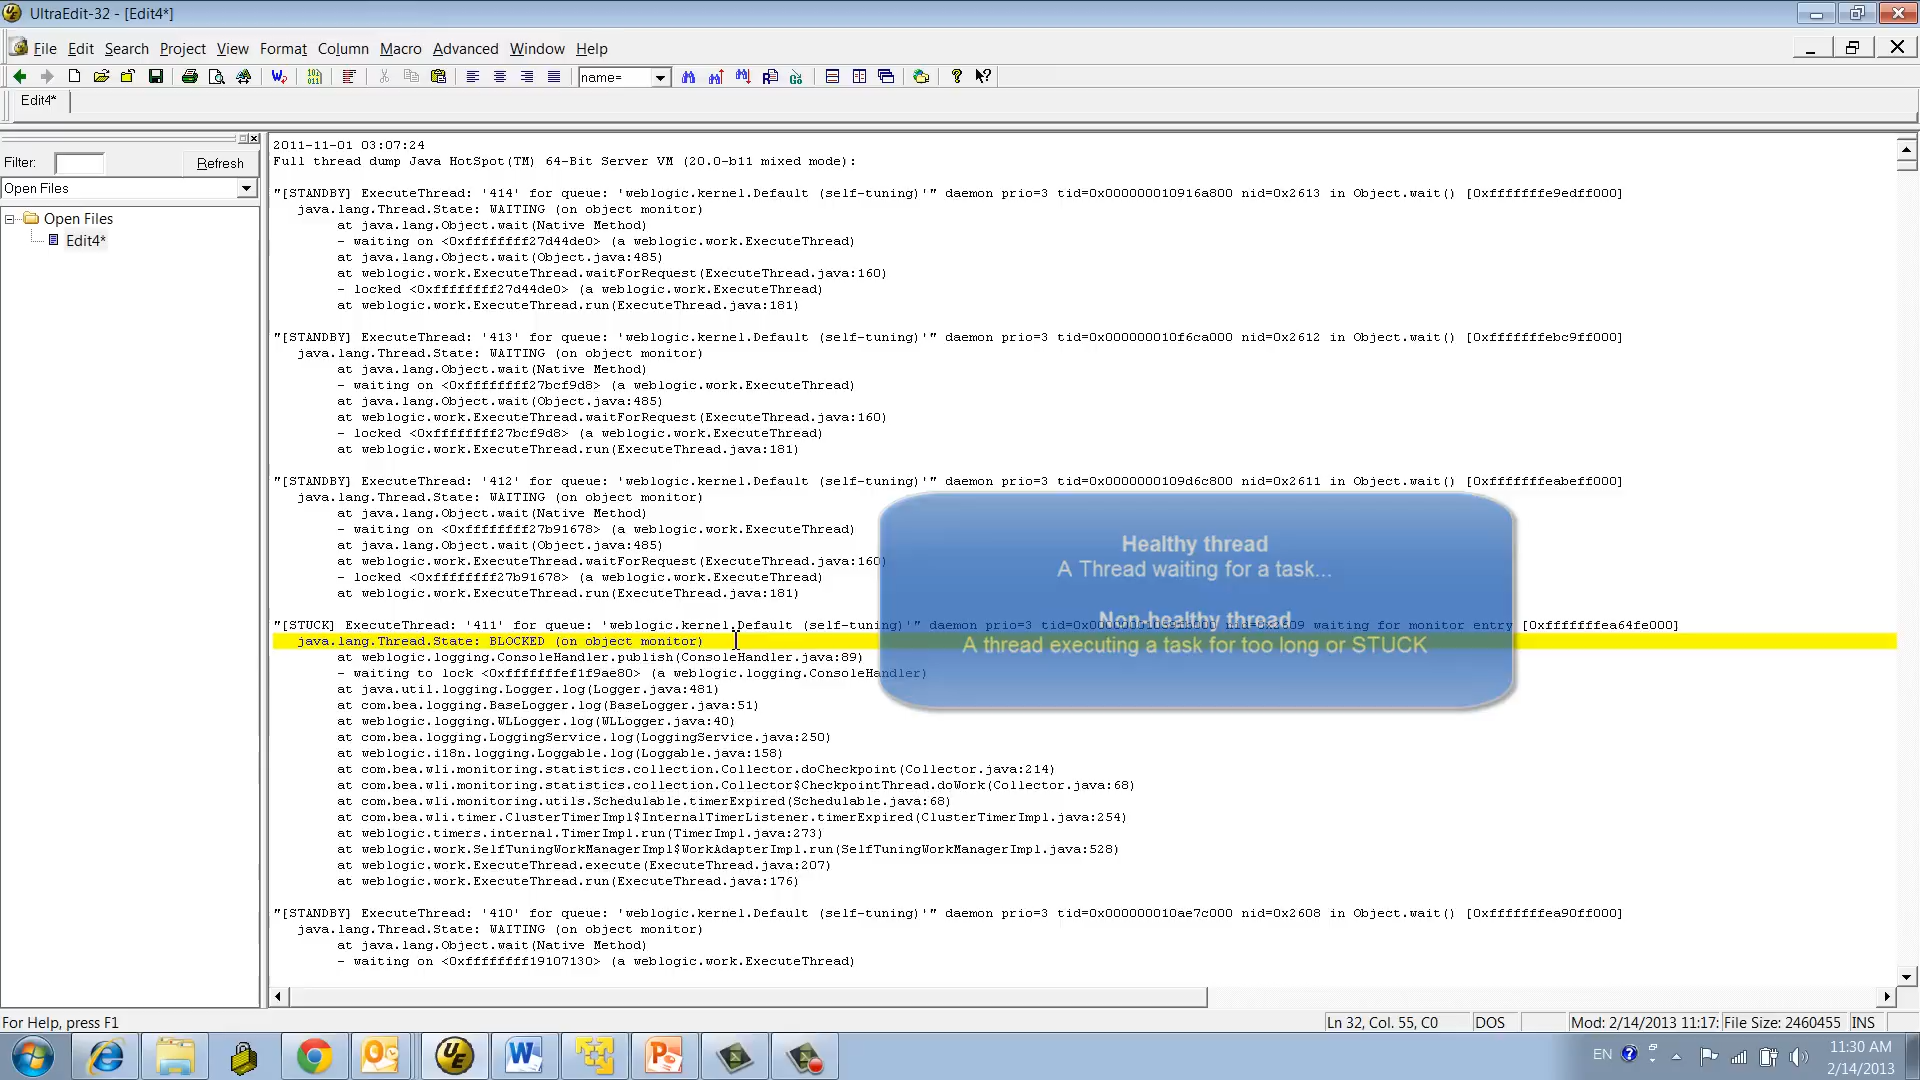 UltraEdit-32 - [Edit4*]
File Edit Search Project View Format Column Macro Advanced Window Help
name=
Edit4*
Filter: Refresh
Open Files
Open Files
Edit4*
2011-11-01 03:07:24
Full thread dump Java HotSpot(TM) 64-Bit Server VM (20.0-b11 mixed mode):
"[STANDBY] ExecuteThread: '414' for queue: 'weblogic.kernel.Default (self-tuning)'" daemon prio=3 tid=0x000000010916a800 nid=0x2613 in Object.wait() [0xfffffffe9edff000]
java.lang.Thread.State: WAITING (on object monitor)
at java.lang.Object.wait(Native Method)
- waiting on <0xffffffff27d44de0> (a weblogic.work.ExecuteThread)
at java.lang.Object.wait(Object.java:485)
at weblogic.work.ExecuteThread.waitForRequest(ExecuteThread.java:160)
- locked <0xffffffff27d44de0> (a weblogic.work.ExecuteThread)
at weblogic.work.ExecuteThread.run(ExecuteThread.java:181)
"[STANDBY] ExecuteThread: '413' for queue: 'weblogic.kernel.Default (self-tuning)'" daemon prio=3 tid=0x000000010f6ca000 nid=0x2612 in Object.wait() [0xfffffffebc9ff000]
java.lang.Thread.State: WAITING (on object monitor)
at java.lang.Object.wait(Native Method)
- waiting on <0xffffffff27bcf9d8> (a weblogic.work.ExecuteThread)
at java.lang.Object.wait(Object.java:485)
at weblogic.work.ExecuteThread.waitForRequest(ExecuteThread.java:160)
- locked <0xffffffff27bcf9d8> (a weblogic.work.ExecuteThread)
at weblogic.work.ExecuteThread.run(ExecuteThread.java:181)
"[STANDBY] ExecuteThread: '412' for queue: 'weblogic.kernel.Default (self-tuning)'" daemon prio=3 tid=0x0000000109d6c800 nid=0x2611 in Object.wait() [0xfffffffeabeff000]
java.lang.Thread.State: WAITING (on object monitor)
at java.lang.Object.wait(Native Method)
- waiting on <0xffffffff27b91678> (a weblogic.work.ExecuteThread)
at java.lang.Object.wait(Object.java:485)
at weblogic.work.ExecuteThread.waitForRequest(ExecuteThread.java:160)
- locked <0xffffffff27b91678> (a weblogic.work.ExecuteThread)
at weblogic.work.ExecuteThread.run(ExecuteThread.java:181)
Healthy thread
A Thread waiting for a task...
Non-healthy thread
A thread executing a task for too long or STUCK
"[STUCK] ExecuteThread: '411' for queue: 'weblogic.kernel.Default (self-tuning)'" daemon prio=3 waiting for monitor entry [0xfffffffea64fe000]
java.lang.Thread.State: BLOCKED (on object monitor)
at weblogic.logging.ConsoleHandler.publish(ConsoleHandler.java:89)
- waiting to lock <0xfffffffef1f9ae80> (a weblogic.logging.ConsoleHandler)
at java.util.logging.Logger.log(Logger.java:481)
at com.bea.logging.BaseLogger.log(BaseLogger.java:51)
at weblogic.logging.WLLogger.log(WLLogger.java:40)
at com.bea.logging.LoggingService.log(LoggingService.java:250)
at weblogic.i18n.logging.Loggable.log(Loggable.java:158)
at com.bea.wli.monitoring.statistics.collection.Collector.doCheckpoint(Collector.java:214)
at com.bea.wli.monitoring.statistics.collection.Collector$CheckpointThread.doWork(Collector.java:68)
at com.bea.wli.monitoring.utils.Schedulable.timerExpired(Schedulable.java:68)
at com.bea.wli.timer.ClusterTimerImpl$InternalTimerListener.timerExpired(ClusterTimerImpl.java:254)
at weblogic.timers.internal.TimerImpl.run(TimerImpl.java:273)
at weblogic.work.SelfTuningWorkManagerImpl$WorkAdapterImpl.run(SelfTuningWorkManagerImpl.java:528)
at weblogic.work.ExecuteThread.execute(ExecuteThread.java:207)
at weblogic.work.ExecuteThread.run(ExecuteThread.java:176)
"[STANDBY] ExecuteThread: '410' for queue: 'weblogic.kernel.Default (self-tuning)'" daemon prio=3 tid=0x000000010ae7c000 nid=0x2608 in Object.wait() [0xfffffffea90ff000]
java.lang.Thread.State: WAITING (on object monitor)
at java.lang.Object.wait(Native Method)
- waiting on <0xffffffff19107130> (a weblogic.work.ExecuteThread)
For Help, press F1 Ln 32, Col. 55, C0 DOS Mod: 2/14/2013 11:17: File Size: 2460455 INS
EN 11:30 AM
2/14/2013